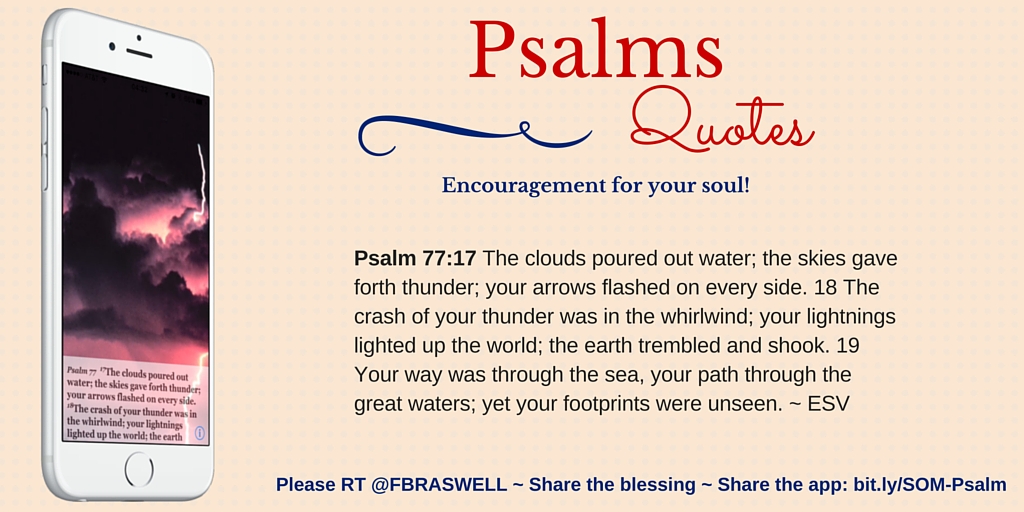 Psalms
Quotes
Encouragement for your soul!
Psalm 77:17 The clouds poured out water; the skies gave
forth thunder; your arrows flashed on every side. 18 The
crash of your thunder was in the whirlwind; your lightnings
lighted up the world; the earth trembled and shook. 19
Your way was through the sea, your path through the
great waters; yet your footprints were unseen. ~ ESV
Psalm 77 17The clouds poured out
water; the skies gave forth thunder;
your arrows flashed on every side.
18The crash of your thunder was in
the whirlwind; your lightnings
lighted up the world; the earth
Please RT @FBRASWELL ~ Share the blessing ~ Share the app: bit.ly/SOM-Psalm